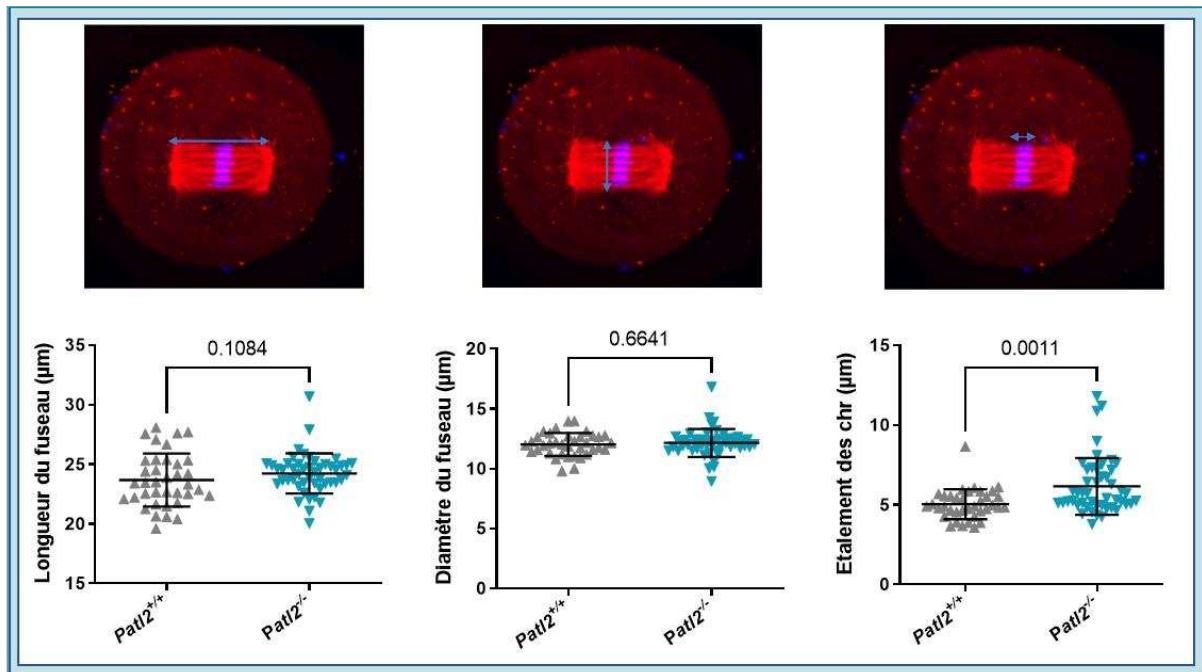 Longueur du fuseau (µm)
35
30
25
20
15
0.1084
Patl2+/+
Patl2-/-
Diamètre du fuseau (µm)
20
15
10
5
0
0.6641
Patl2+/+
Patl2-/-
Etalement des chr (µm)
15
10
5
0
0.0011
Patl2+/+
Patl2-/-